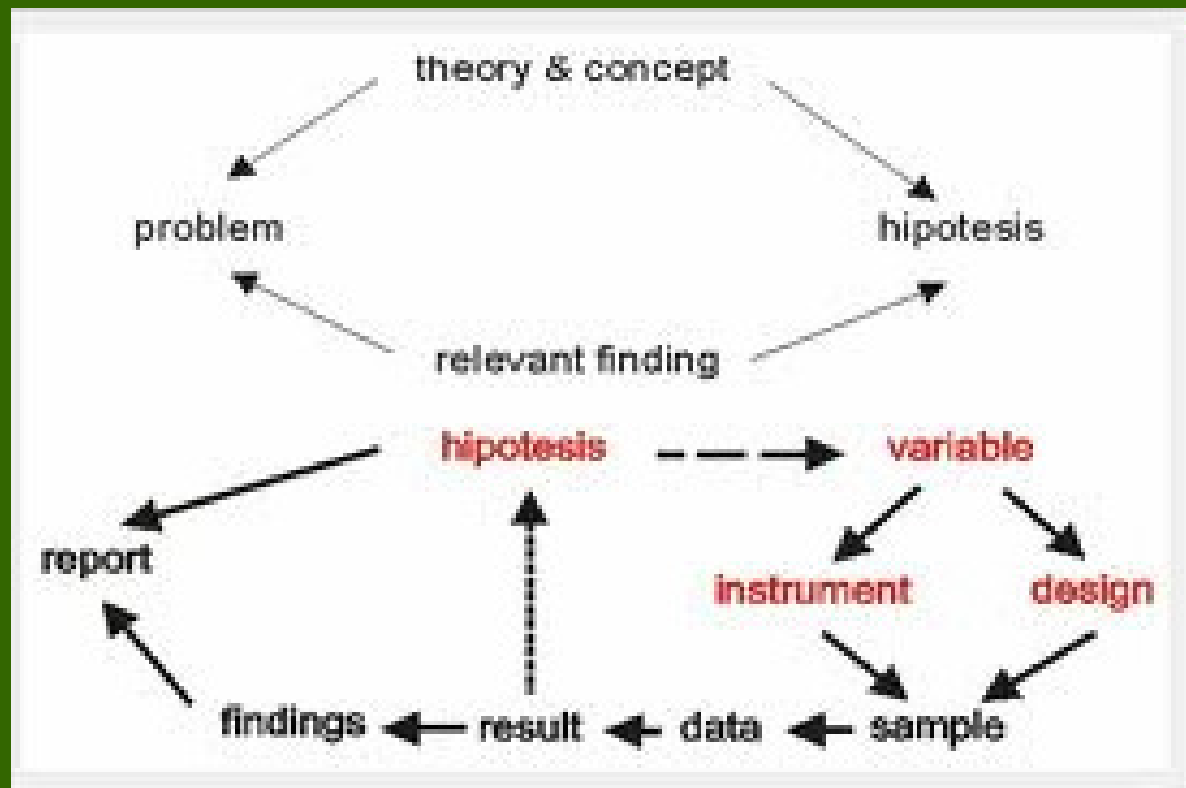 theory & concept
problem hipotesis
relevant finding
hipotesis variable
report
instrument design
findings result data sample